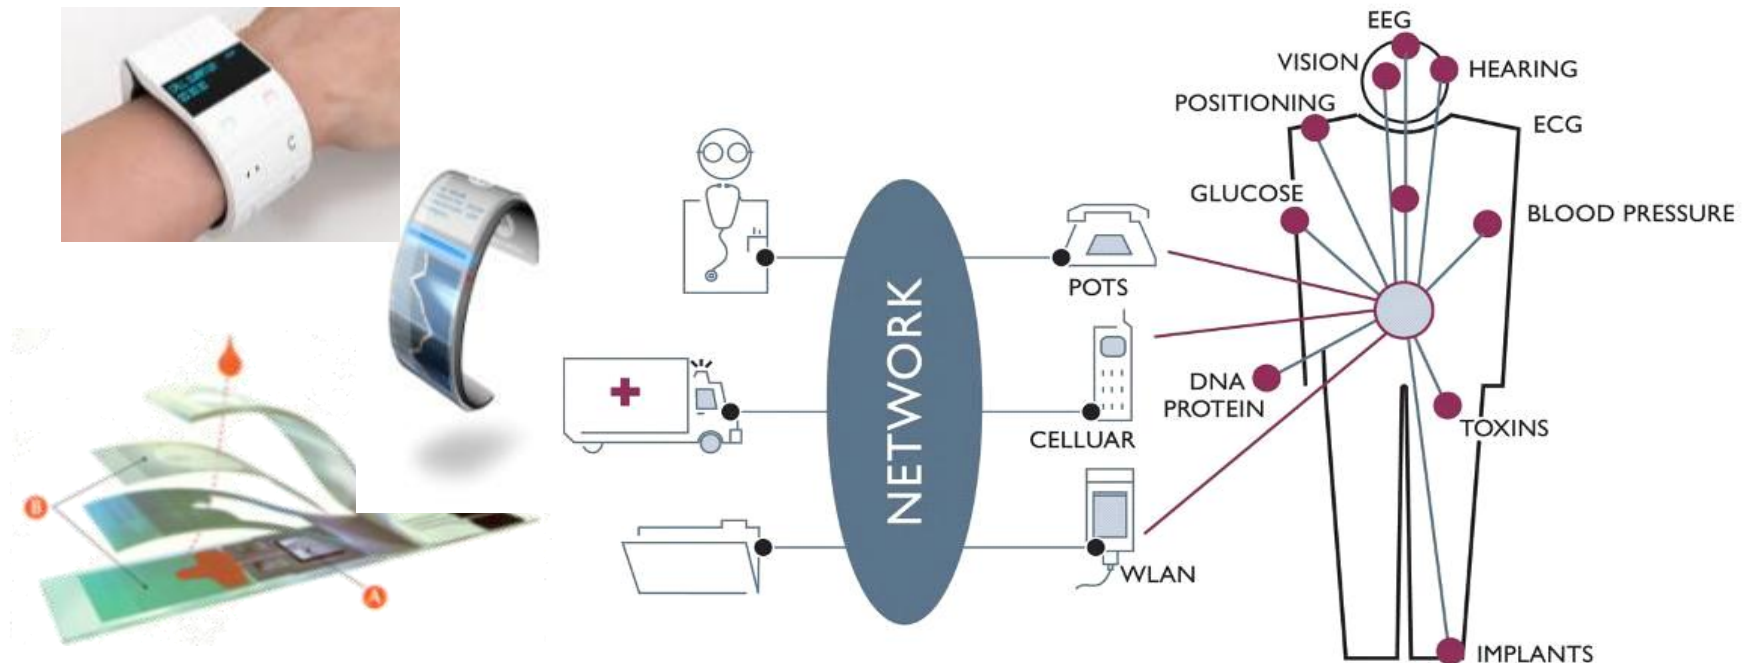 EEG
VISION
HEARING
POSITIONING
ECG
GLUCOSE
BLOOD PRESSURE
POTS
NETWORK
DNA
PROTEIN
CELLUAR
TOXINS
WLAN
IMPLANTS
B
A